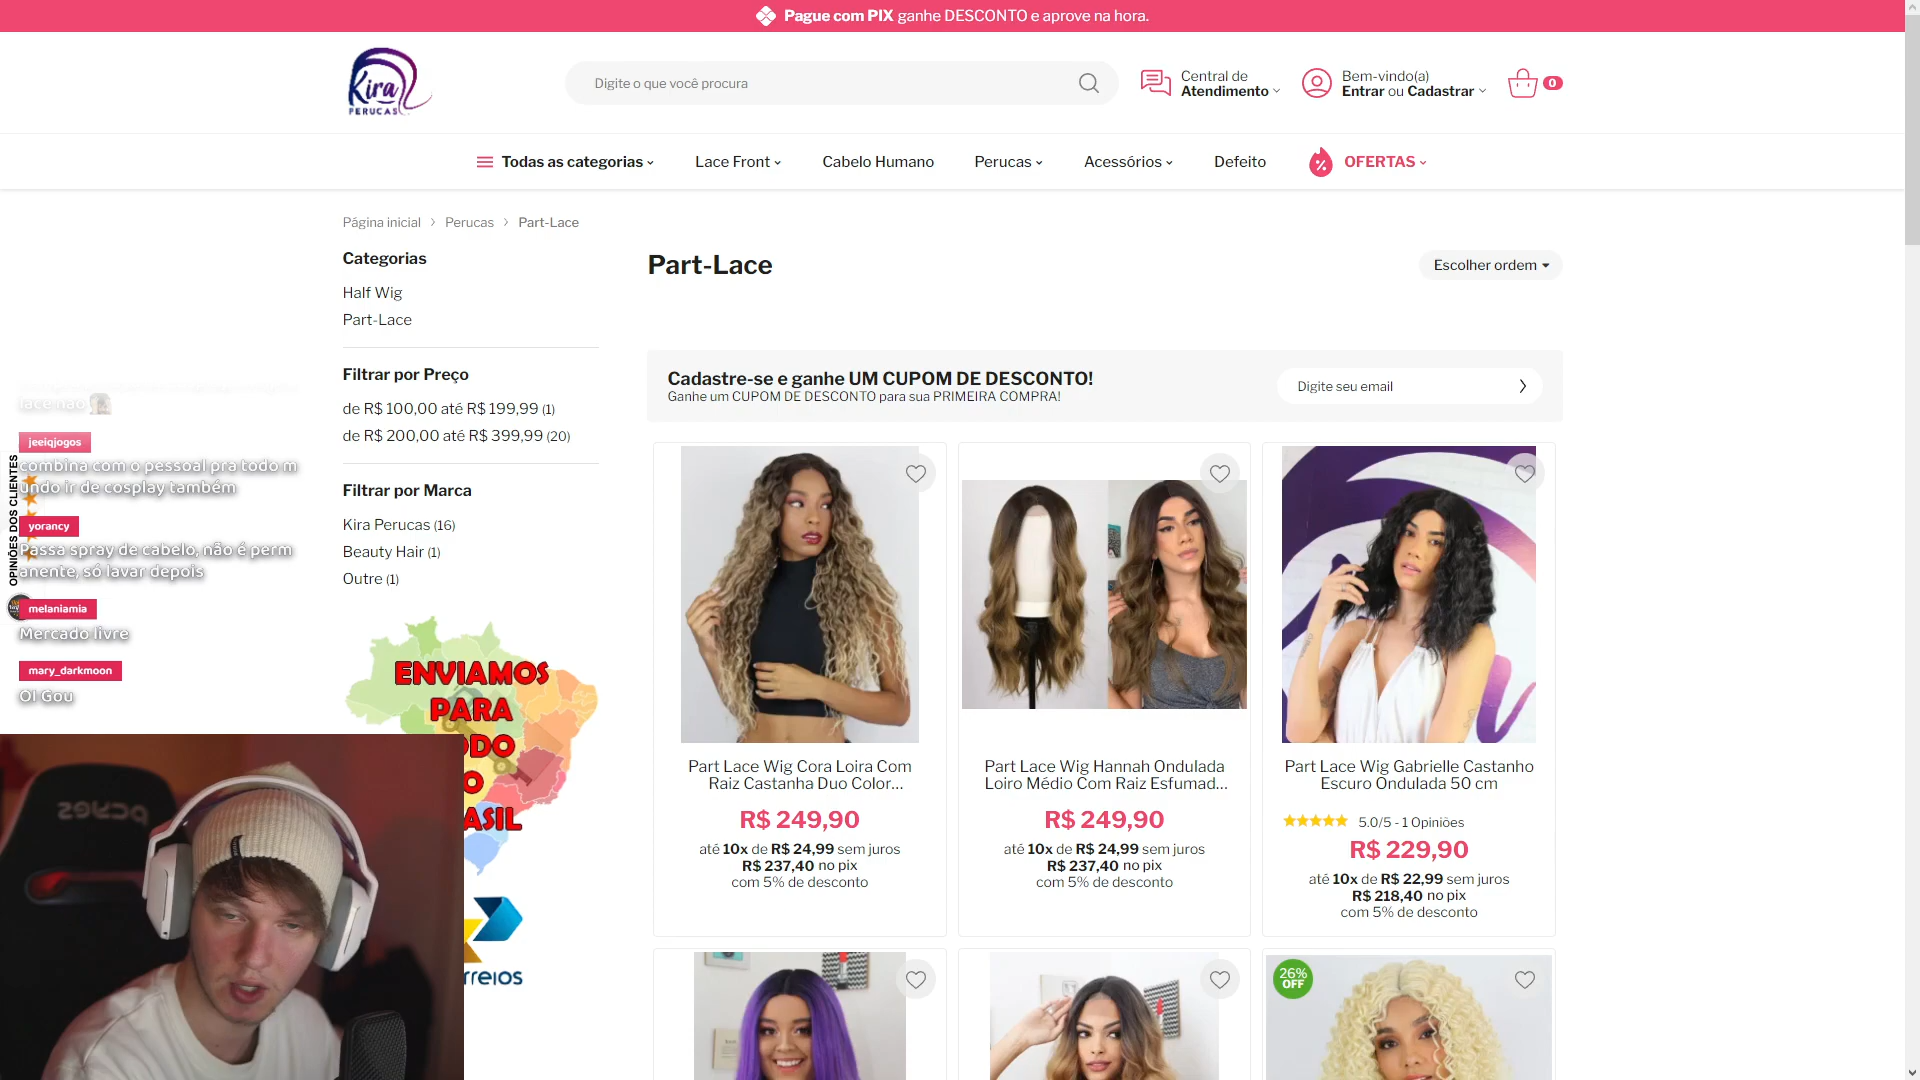 Pague com PIX ganhe DESCONTO e aprove na hora.
Kira
PERUCAS
Digite o que você procura
Central de
Atendimento
Bem-vindo(a)
Entrar ou Cadastrar
0
Todas as categorias
Lace Front
Cabelo Humano
Perucas
Acessórios
Defeito
OFERTAS
Página inicial > Perucas > Part-Lace
Categorias
Half Wig
Part-Lace
Filtrar por Preço
de R$ 100,00 até R$ 199,99 (1)
de R$ 200,00 até R$ 399,99 (20)
Filtrar por Marca
Kira Perucas (16)
Beauty Hair (1)
Outre (1)
ENVIAMOS
PARA
ODO
O
ASIL
rreios
OPINIÕES DOS CLIENTES
lace não
jeeiqjogos
combina com o pessoal pra todo m
undo ir de cosplay também
yorancy
Passa spray de cabelo, não é perm
anente, só lavar depois
melaniamia
Mercado livre
mary_darkmoon
OI Gou
Part-Lace
Escolher ordem
Cadastre-se e ganhe UM CUPOM DE DESCONTO!
Ganhe um CUPOM DE DESCONTO para sua PRIMEIRA COMPRA!
Digite seu email
Part Lace Wig Cora Loira Com
Raiz Castanha Duo Color...
R$ 249,90
até 10x de R$ 24,99 sem juros
R$ 237,40 no pix
com 5% de desconto
Part Lace Wig Hannah Ondulada
Loiro Médio Com Raiz Esfumad...
R$ 249,90
até 10x de R$ 24,99 sem juros
R$ 237,40 no pix
com 5% de desconto
Part Lace Wig Gabrielle Castanho
Escuro Ondulada 50 cm
5.0/5 - 1 Opiniões
R$ 229,90
até 10x de R$ 22,99 sem juros
R$ 218,40 no pix
com 5% de desconto
26%
OFF